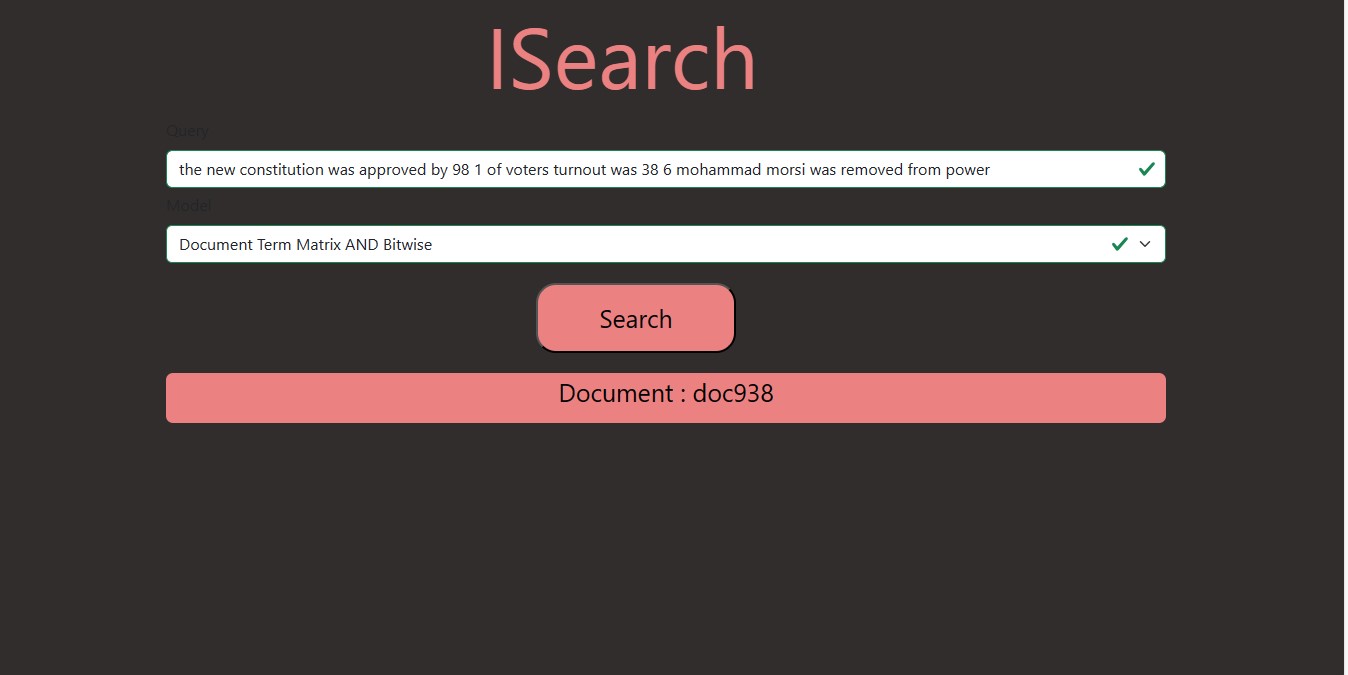 ISearch
Query
the new constitution was approved by 98 1 of voters turnout was 38 6 mohammad morsi was removed from power
Model
Document Term Matrix AND Bitwise
Search
Document : doc938